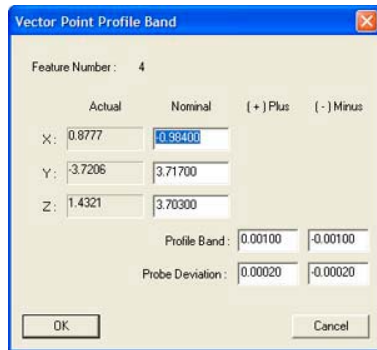 Vector Point Profile Band
Feature Number : 4
Actual Nominal (+) Plus (-) Minus
X: 0.8777 -0.98400
Y: -3.7206 3.71700
Z: 1.4321 3.70300
Profile Band : 0.00100 -0.00100
Probe Deviation : 0.00020 -0.00020
OK Cancel